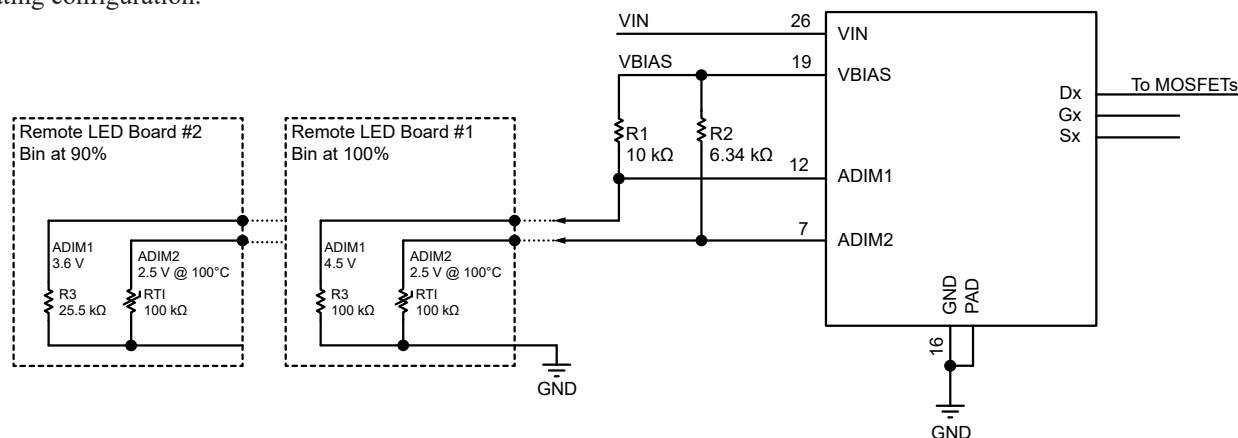 ating configuration.
VIN
26
VIN
VBIAS
19
VBIAS
Dx
To MOSFETs
Gx
Sx
R1
10 kΩ
R2
6.34 kΩ
12
ADIM1
7
ADIM2
GND
PAD
16
GND
Remote LED Board #2
Bin at 90%
ADIM1
3.6 V
ADIM2
2.5 V @ 100°C
R3
25.5 kΩ
RTI
100 kΩ
Remote LED Board #1
Bin at 100%
ADIM1
4.5 V
ADIM2
2.5 V @ 100°C
R3
100 kΩ
RTI
100 kΩ
GND